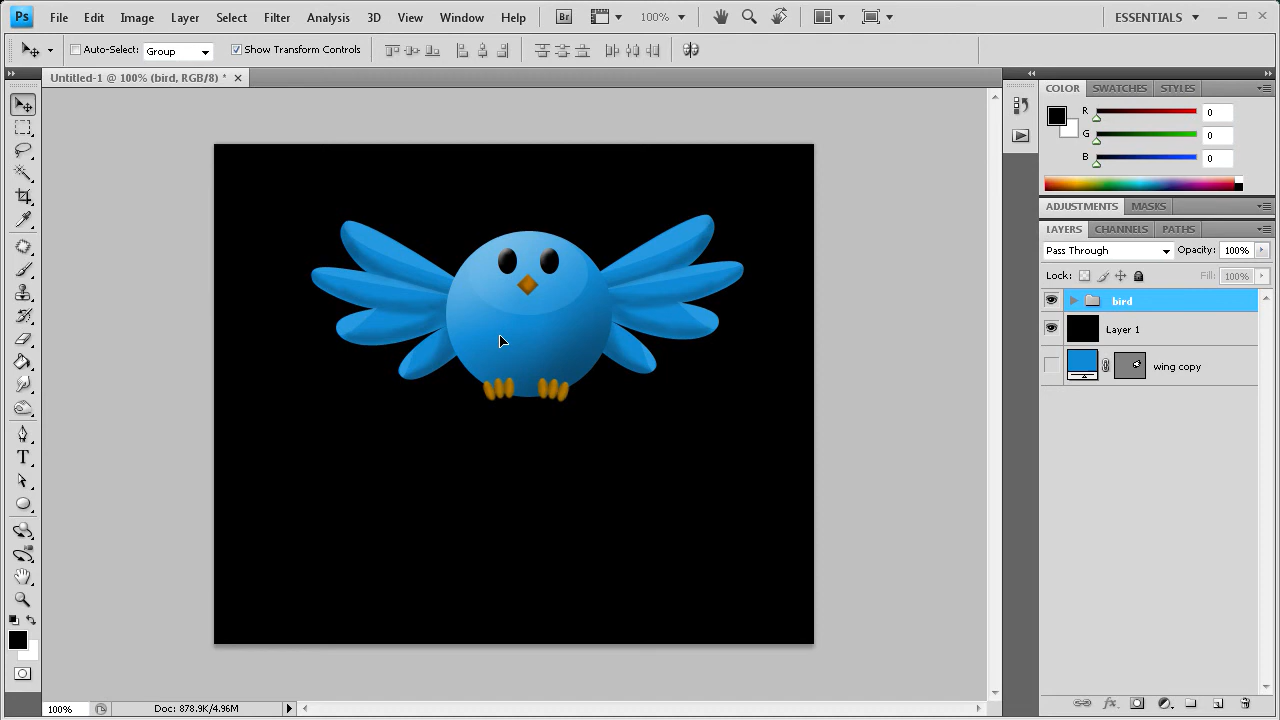 Ps File Edit Image Layer Select Filter Analysis 3D View Window Help Br 100% ESSENTIALS
Auto-Select: Group Show Transform Controls
Untitled-1 @ 100% (bird, RGB/8) *
COLOR SWATCHES STYLES
R 0
G 0
B 0
ADJUSTMENTS MASKS
LAYERS CHANNELS PATHS
Pass Through Opacity: 100%
Lock: Fill: 100%
bird
Layer 1
wing copy
T
fx
100% Doc: 878.9K/4.96M